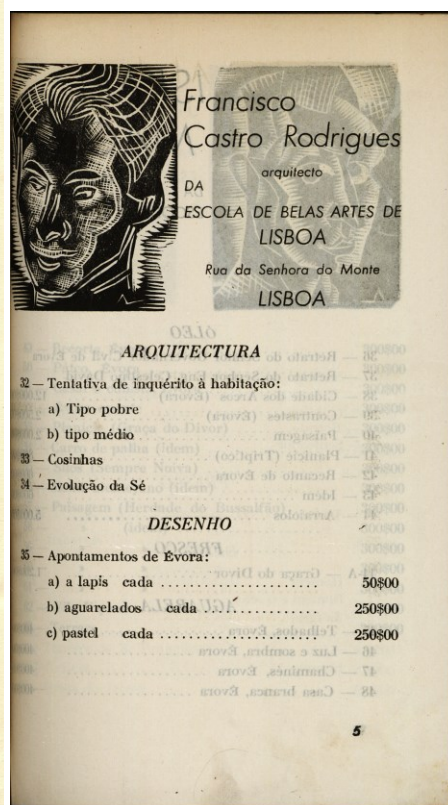 Francisco
Castro Rodrigues
arquitecto
DA
ESCOLA DE BELAS ARTES DE
LISBOA
Rua da Senhora do Monte
LISBOA
ARQUITECTURA
32 — Tentativa de inquérito à habitação:
a) Tipo pobre
b) tipo médio
33 — Cosinhas
34 — Evolução da Sé
DESENHO
35 — Apontamentos de Évora:
a) a lapis cada ........................ 50$00
b) aguarelados cada .................. 250$00
c) pastel cada ........................ 250$00
5